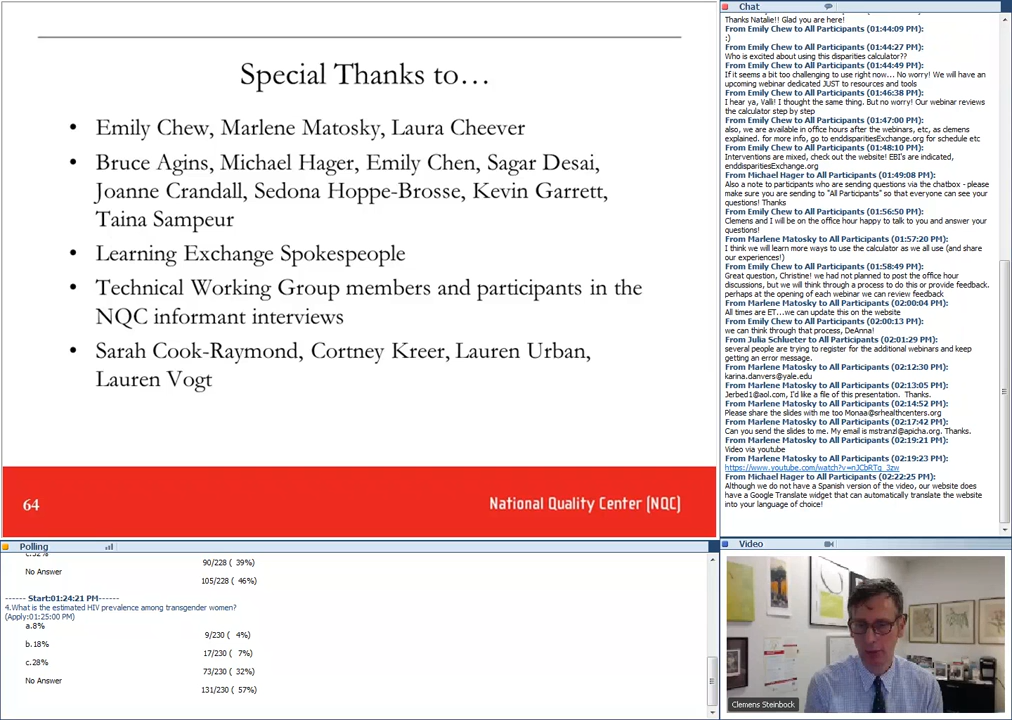 Special Thanks to…
• Emily Chew, Marlene Matosky, Laura Cheever
• Bruce Agins, Michael Hager, Emily Chen, Sagar Desai,
Joanne Crandall, Sedona Hoppe-Brosse, Kevin Garrett,
Taina Sampeur
• Learning Exchange Spokespeople
• Technical Working Group members and participants in the
NQC informant interviews
• Sarah Cook-Raymond, Cortney Kreer, Lauren Urban,
Lauren Vogt
64
National Quality Center (NQC)
Polling
90/228 ( 39%)
No Answer
105/228 ( 46%)
------ Start:01:24:21 PM------
4.What is the estimated HIV prevalence among transgender women?
(Apply:01:25:00 PM)
a.8%
9/230 ( 4%)
b.18%
17/230 ( 7%)
c.28%
73/230 ( 32%)
No Answer
131/230 ( 57%)
Chat
Thanks Natalie!! Glad you are here!
From Emily Chew to All Participants (01:44:09 PM):
:)
From Emily Chew to All Participants (01:44:27 PM):
Who is excited about using this disparities calculator??
From Emily Chew to All Participants (01:44:49 PM):
If it seems a bit too challenging to use right now... No worry! We will have an
upcoming webinar dedicated JUST to resources and tools
From Emily Chew to All Participants (01:46:38 PM):
I hear ya, Valli! I thought the same thing. But no worry! Our webinar reviews
the calculator step by step
From Emily Chew to All Participants (01:47:00 PM):
also, we are available in office hours after the webinars, etc, as clemens
explained. for more info, go to enddisparitiesExchange.org for schedule etc
From Emily Chew to All Participants (01:48:10 PM):
Interventions are mixed, check out the website! EBI's are indicated,
enddisparitiesExchange.org
From Michael Hager to All Participants (01:49:08 PM):
Also a note to participants who are sending questions via the chatbox - please
make sure you are sending to "All Participants" so that everyone can see your
questions! Thanks
From Emily Chew to All Participants (01:56:50 PM):
Clemens and I will be on the office hour happy to talk to you and answer your
questions!
From Marlene Matosky to All Participants (01:57:20 PM):
I think we will learn more ways to use the calculator as we all use (and share
our experiences!)
From Emily Chew to All Participants (01:58:49 PM):
Great question, Christine! we had not planned to post the office hour
discussions, but we will think through a process to do this or provide feedback.
perhaps at the opening of each webinar we can review feedback
From Marlene Matosky to All Participants (02:00:04 PM):
All times are ET...we can update this on the website
From Emily Chew to All Participants (02:00:13 PM):
we can think through that process, DeAnna!
From Julia Schlueter to All Participants (02:01:29 PM):
several people are trying to register for the additional webinars and keep
getting an error message.
From Marlene Matosky to All Participants (02:12:30 PM):
karina.danvers@yale.edu
From Marlene Matosky to All Participants (02:13:05 PM):
Jerbed1@aol.com, I'd like a file of this presentation. Thanks.
From Marlene Matosky to All Participants (02:14:52 PM):
Please share the slides with me too Monaa@srhealthcenters.org
From Marlene Matosky to All Participants (02:17:42 PM):
Can you send the slides to me. My email is mstranzl@apicha.org. Thanks.
From Marlene Matosky to All Participants (02:19:21 PM):
Video via youtube
From Marlene Matosky to All Participants (02:19:23 PM):
https://www.youtube.com/watch?v=nJCbRTq_3zw
From Michael Hager to All Participants (02:22:25 PM):
Although we do not have a Spanish version of the video, our website does
have a Google Translate widget that can automatically translate the website
into your language of choice!
Video
Clemens Steinbock